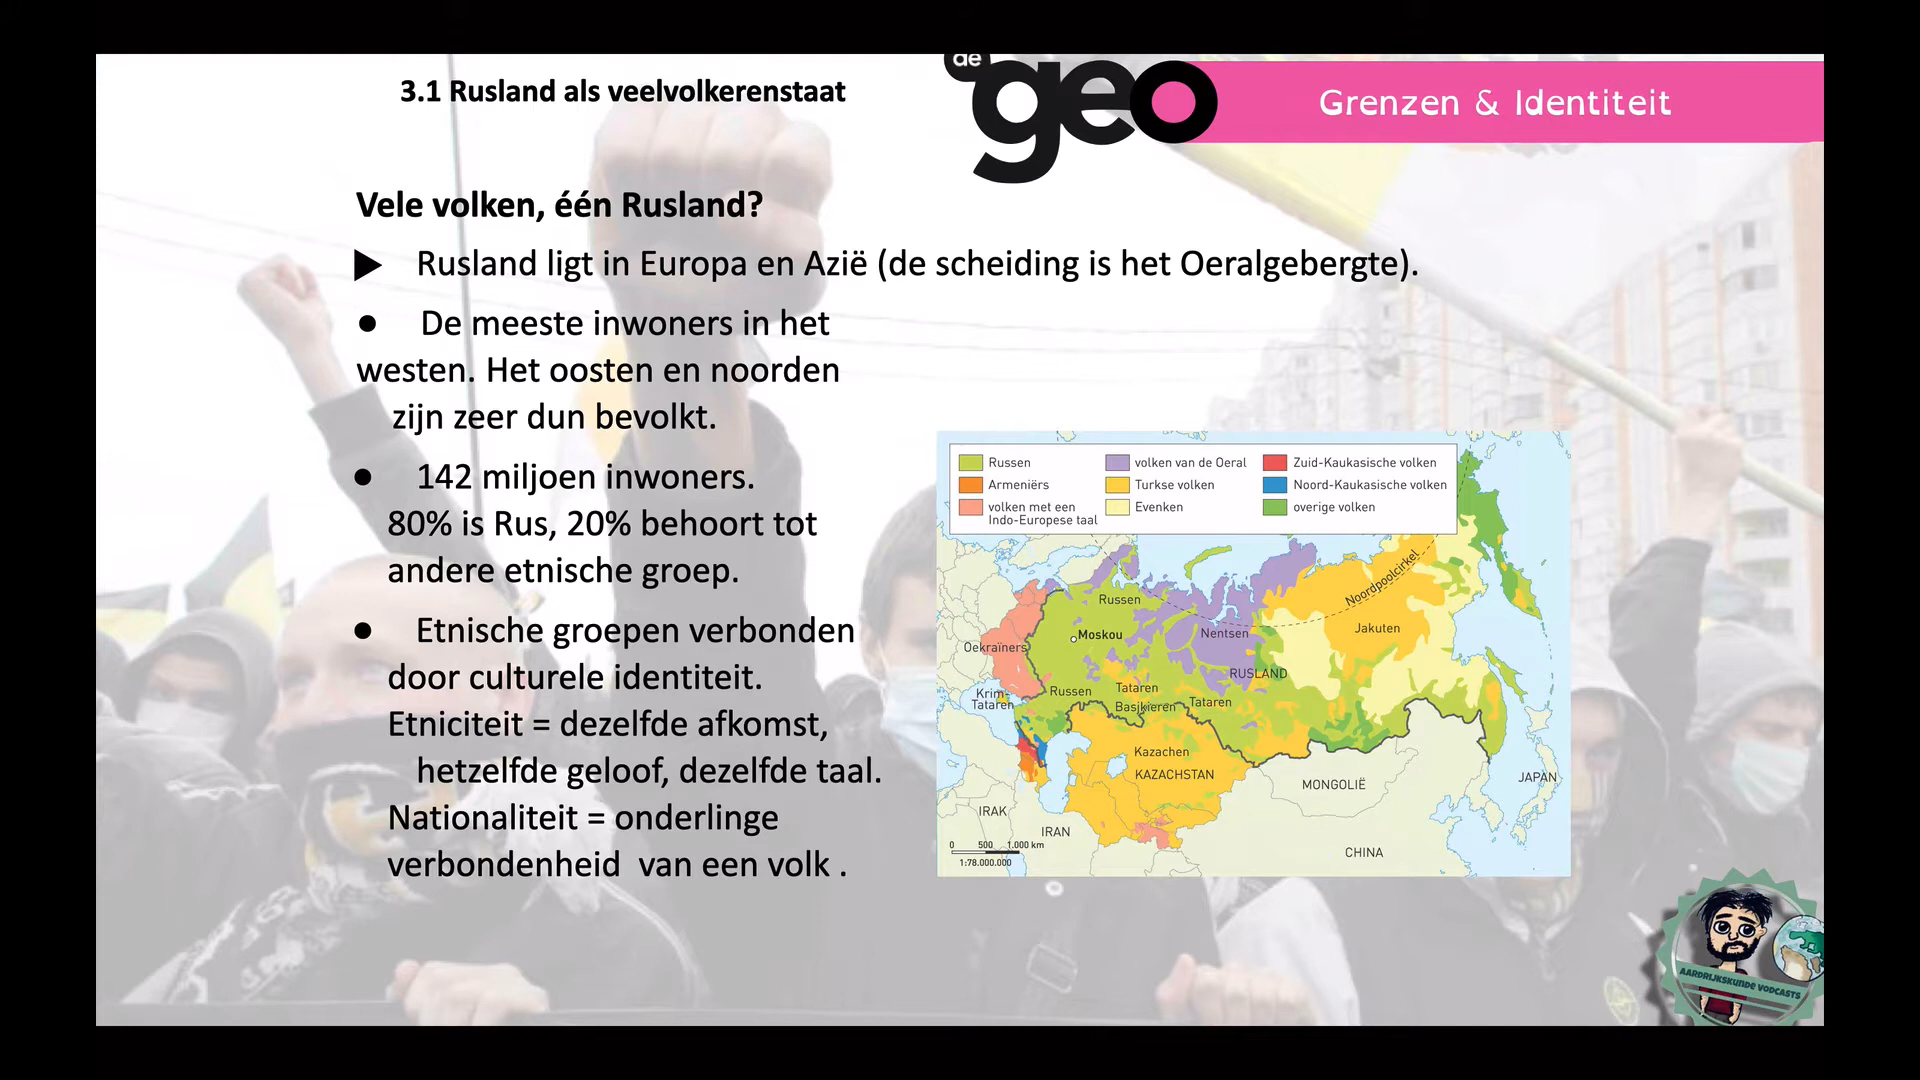 3.1 Rusland als veelvolkerenstaat
de
geo
Grenzen & Identiteit
Vele volken, één Rusland?
▶ Rusland ligt in Europa en Azië (de scheiding is het Oeralgebergte).
● De meeste inwoners in het
westen. Het oosten en noorden
zijn zeer dun bevolkt.
● 142 miljoen inwoners.
80% is Rus, 20% behoort tot
andere etnische groep.
● Etnische groepen verbonden
door culturele identiteit.
Etniciteit = dezelfde afkomst,
hetzelfde geloof, dezelfde taal.
Nationaliteit = onderlinge
verbondenheid van een volk .
Russen
volken van de Oeral
Zuid-Kaukasische volken
Armeniërs
Turkse volken
Noord-Kaukasische volken
volken met een
Indo-Europese taal
Evenken
overige volken
Noordpoolcirkel
Russen
Moskou
Nentsen
Jakuten
Oekraïners
RUSLAND
Krim-
Tataren
Russen
Tataren
Basjkieren
Tataren
Kazachen
KAZACHSTAN
MONGOLIË
JAPAN
IRAK
IRAN
CHINA
0 500 1.000 km
1:78.000.000
AARDRIJKSKUNDE VODCASTS